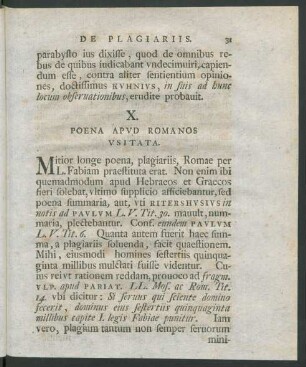 DE PLAGIARIIS. 31
parabysto ius dixisse, quod de omnibus re-
bus de quibus indicabant vndecimuiri, capien-
dum esse, contra aliter sentientium opinio-
nes, doctissimus KVHNIVS, in suis ad hunc
locum obseruationibus, erudite probauit.
X.
POENA APVD ROMANOS
VSITATA.
Mitior longe poena, plagiariis, Romae per
L. Fabiam praestituta erat. Non enim ibi
quemadmodum apud Hebraeos et Graecos
fieri solebat, vltimo supplicio afficiebantur, sed
poena summaria, aut, vti RITERSHVSIVS in
notis ad PAVLVM L. V. Tit. 30. mauult, num-
maria, plectebantur. Conf. eundem PAVLVM
L. V. Tit. 6. Quanta autem fuerit haec sum-
ma, a plagiariis soluenda, facit quaestionem.
Mihi, eiusmodi homines sestertiis quinqua-
ginta millibus mulctati fuisse videntur. Cu-
ius reivt rationem reddam, prouoco ad fragm.
VLP. apud PARIAT. LL. Mos. ac Rom. Tit.
14. vbi dicitur: Si seruus qui sciente domino
fecerit, dominus eius sestertiis quinquaginta
millibus capite I. legis Fabiae punitur. Iam
vero, plagium tantum non semper seruorum
mini-